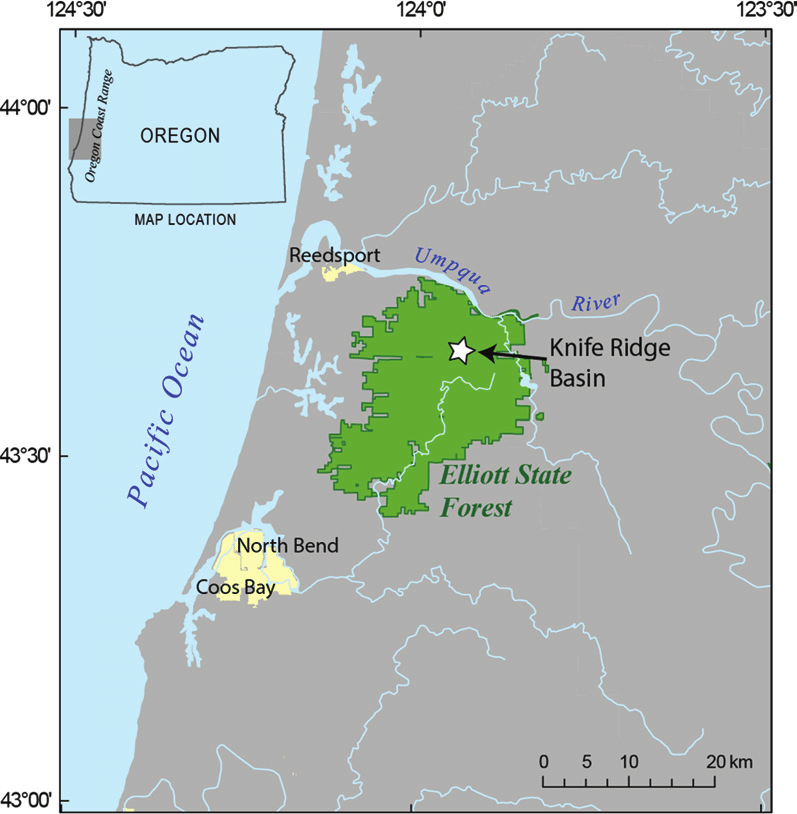 124°30'
124°0'
123°30'
44°00'
43°30'
43°00'
Oregon Coast Range
OREGON
MAP LOCATION
Reedsport
Umpqua
River
Knife Ridge
Basin
Pacific Ocean
Elliott State
Forest
North Bend
Coos Bay
0 5 10 20 km